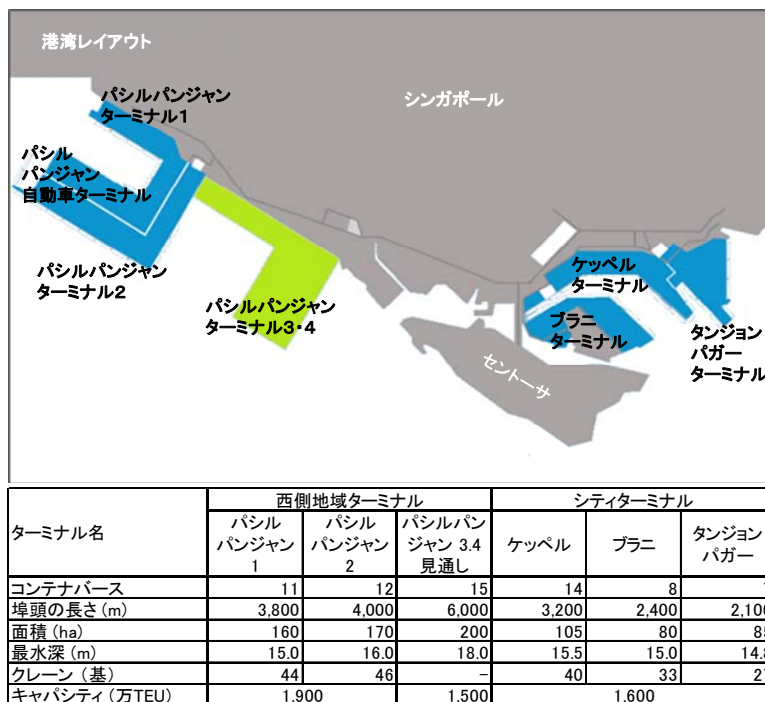 港湾レイアウト
シンガポール
パシルパンジャン
ターミナル1
パシル
パンジャン
自動車ターミナル
パシルパンジャン
ターミナル2
パシルパンジャン
ターミナル3・4
ケッペル
ターミナル
ブラニ
ターミナル
タンジョン
パガー
ターミナル
セントーサ
西側地域ターミナル シティターミナル
ターミナル名 パシル パンジャン 1 パシル パンジャン 2 パシルパンジャン 3.4 見通し ケッペル ブラニ タンジョン パガー
コンテナバース 11 12 15 14 8
埠頭の長さ(m) 3,800 4,000 6,000 3,200 2,400 2,100
面積(ha) 160 170 200 105 80 85
最水深(m) 15.0 16.0 18.0 15.5 15.0 14.8
クレーン(基) 44 46 － 40 33 27
キャパシティ(万TEU) 1.900 1.500 1.600